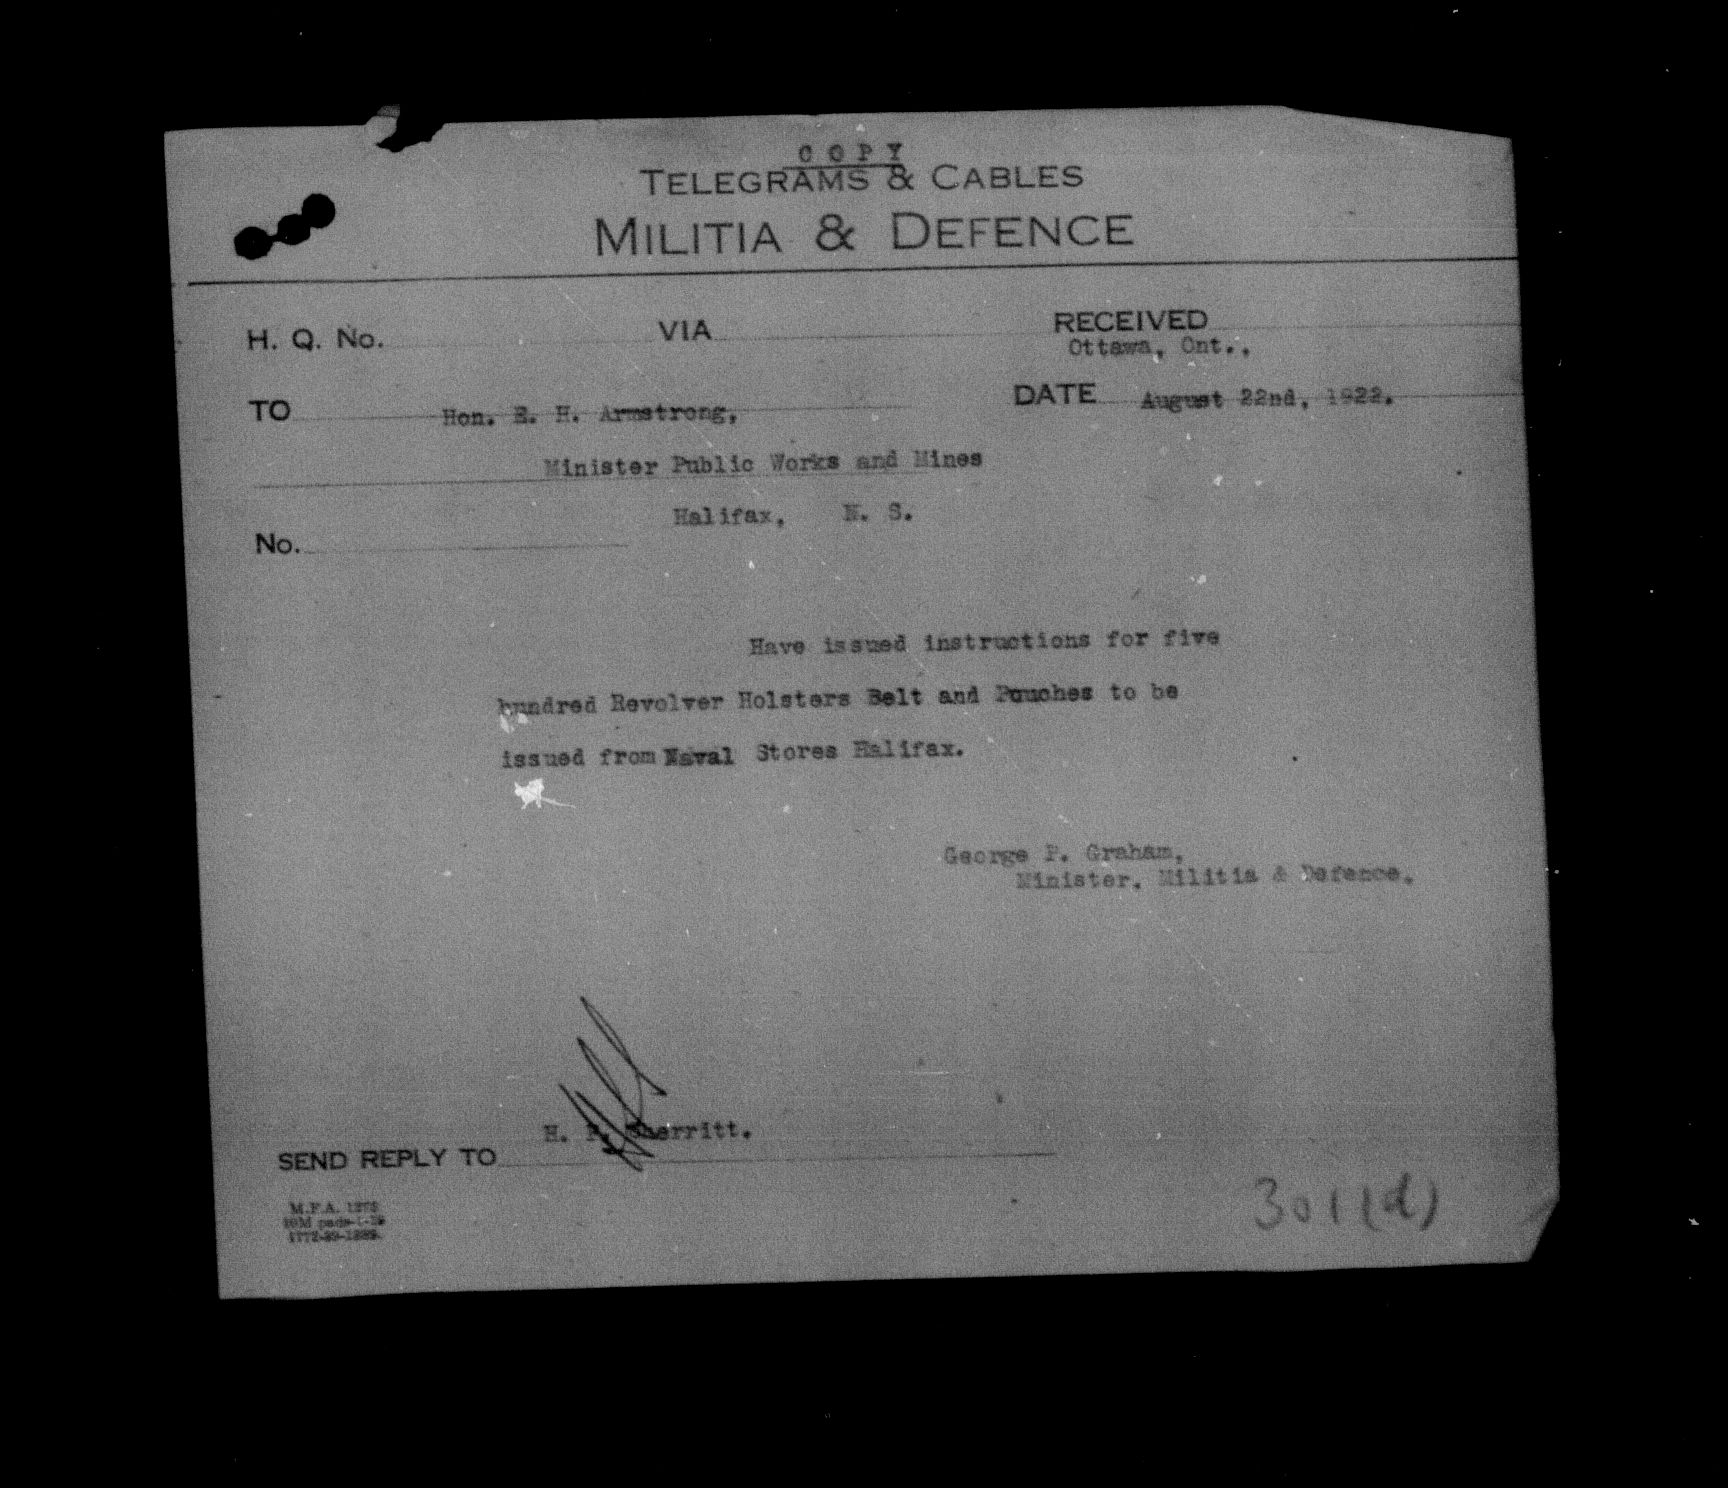 COPY
TELEGRAMS & CABLES
MILITIA & DEFENCE
H. Q. No. VIA RECEIVED
Ottawa, Ont.,
TO Hon. E. H. Armstrong, DATE August 22nd, 1922.
Minister Public Works and Mines
Halifax, N. S.
No.
Have issued instructions for five
hundred Revolver Holsters Belt and Pouches to be
issued from Naval Stores Halifax.
George P. Graham,
Minister. Militia & Defence.
H. Sherritt.
SEND REPLY TO
M.F.A.
301(d)